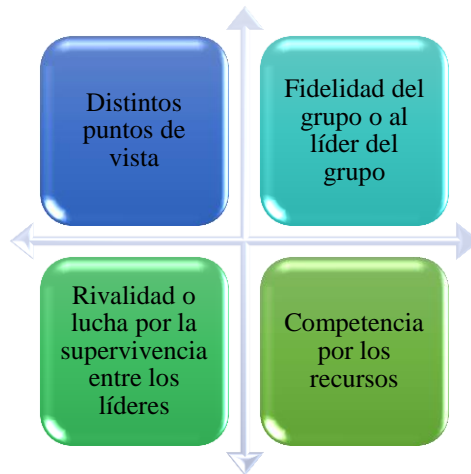 Distintos
puntos de
vista
Fidelidad del
grupo o al
líder del
grupo
Rivalidad o
lucha por la
supervivencia
entre los
líderes
Competencia
por los
recursos